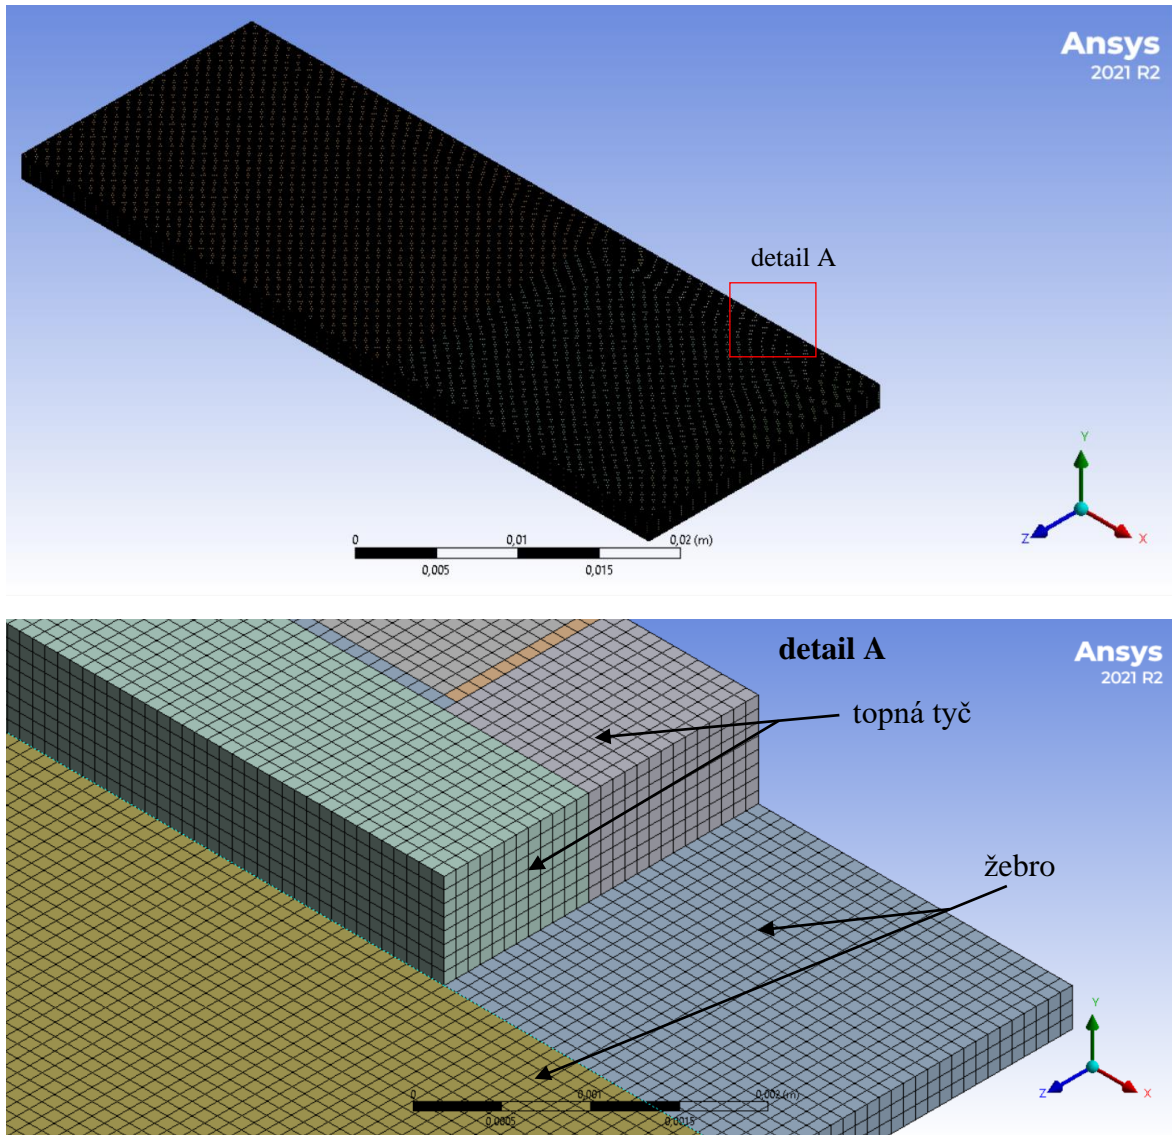 Ansys
2021 R2
detail A
0
0,01
0,02 (m)
0,005
0,015
Y
Z
X
detail A
Ansys
2021 R2
topná tyč
žebro
0
0,001
0,002 (m)
0,0005
0,0015
Y
Z
X